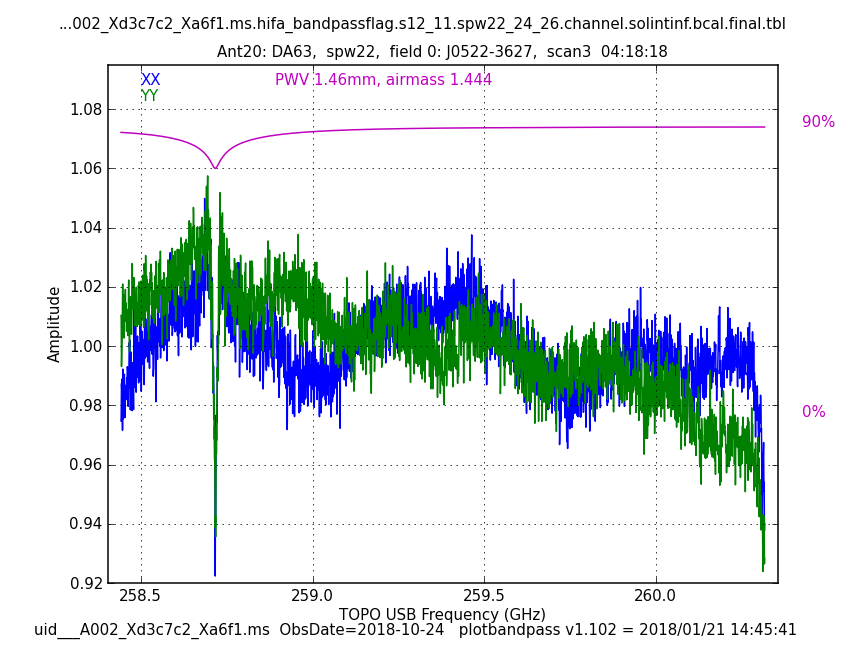 ...002_Xd3c7c2_Xa6f1.ms.hifa_bandpassflag.s12_11.spw22_24_26.channel.solintinf.bcal.final.tbl
Ant20: DA63, spw22, field 0: J0522-3627, scan3 04:18:18
XX
YY
PWV 1.46mm, airmass 1.444
90%
0%
1.08
1.06
1.04
1.02
1.00
0.98
0.96
0.94
0.92
Amplitude
258.5
259.0
259.5
260.0
TOPO USB Frequency (GHz)
uid___A002_Xd3c7c2_Xa6f1.ms ObsDate=2018-10-24 plotbandpass v1.102 = 2018/01/21 14:45:41